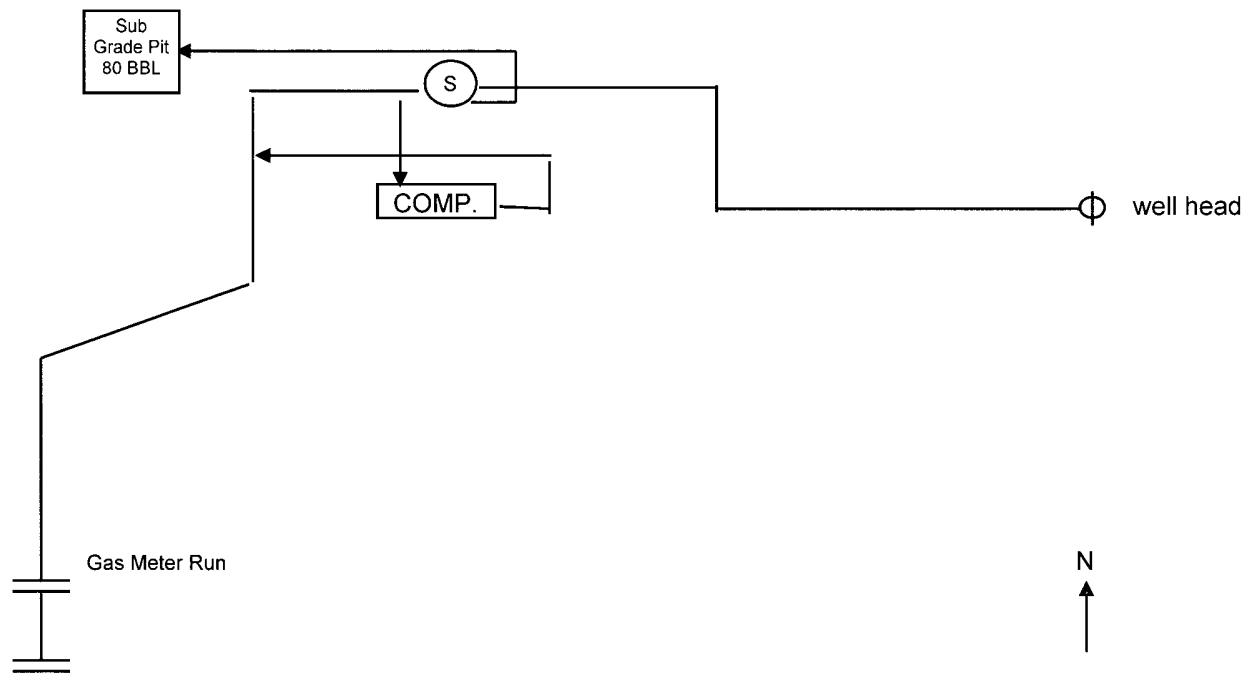 Sub
Grade Pit
80 BBL
S
COMP.
well head
Gas Meter Run
N